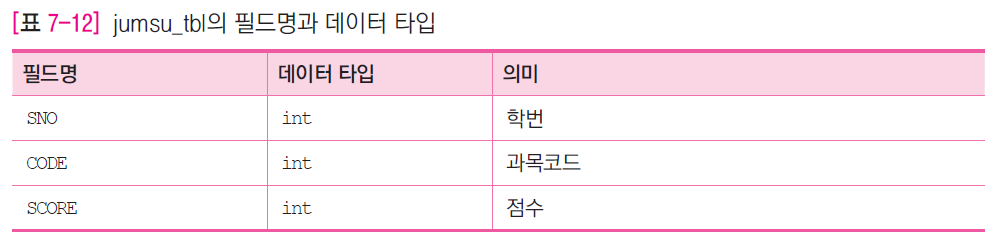 [표 7-12] jumsu_tbl의 필드명과 데이터 타입
필드명 데이터 타입 의미
SNO int 학번
CODE int 과목코드
SCORE int 점수